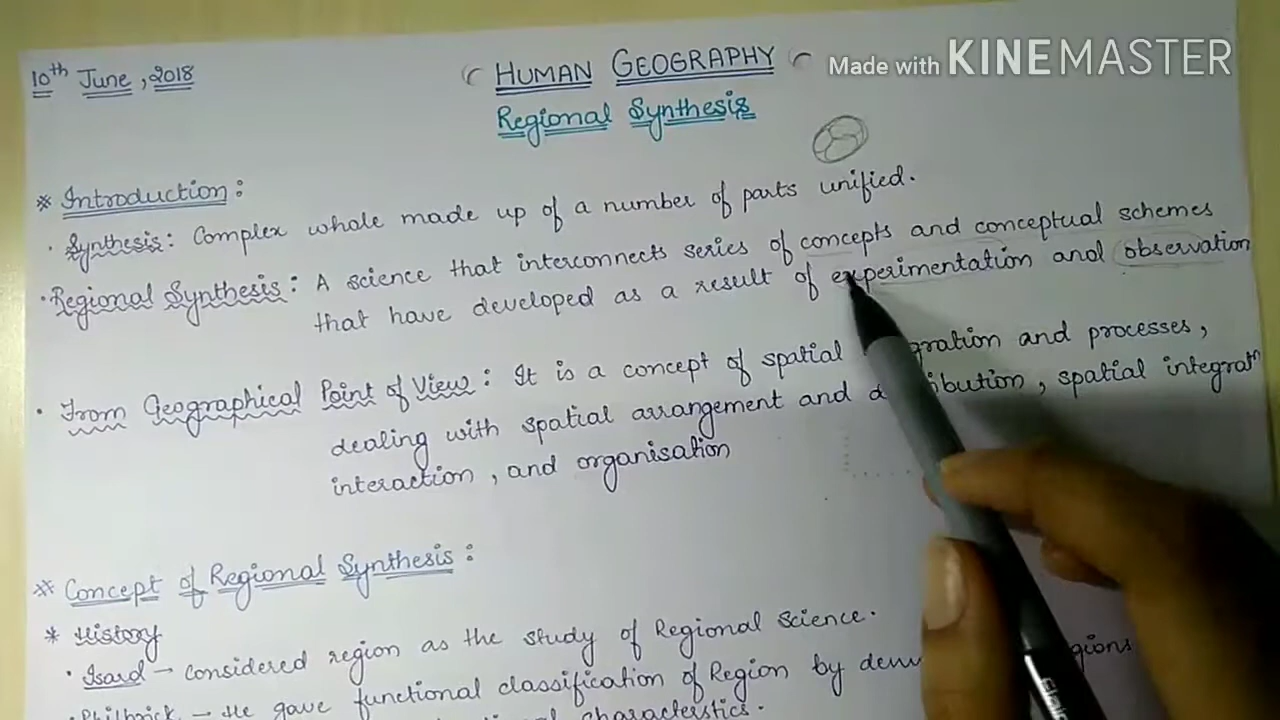 10th June, 2018
HUMAN GEOGRAPHY
Made with KINEMASTER
Regional Synthesis
* Introduction:
· Synthesis: Complex whole made up of a number of parts unified.
· Regional Synthesis: A science that interconnects series of concepts and conceptual schemes
that have developed as a result of experimentation and observation
· From Geographical Point of View: It is a concept of spatial and processes,
dealing with spatial arrangement and , spatial integratn
interaction, and organisation
* Concept of Regional Synthesis:
* History
· Isard → considered region as the study of Regional Science.
· Philbrick → He gave functional classification of Region by
characteristics.